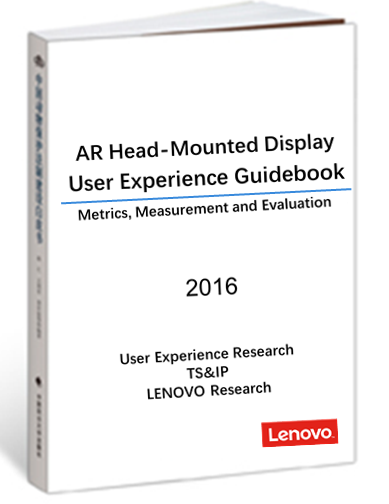 AR Head-Mounted Display
User Experience Guidebook
Metrics, Measurement and Evaluation
2016
User Experience Research
TS&IP
LENOVO Research
Lenovo